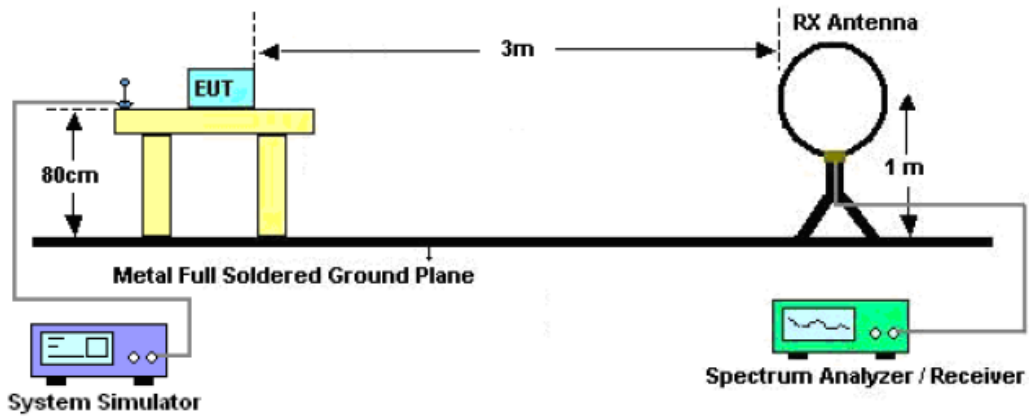 RX Antenna
3m
EUT
80cm
1 m
Metal Full Soldered Ground Plane
Spectrum Analyzer / Receiver
System Simulator